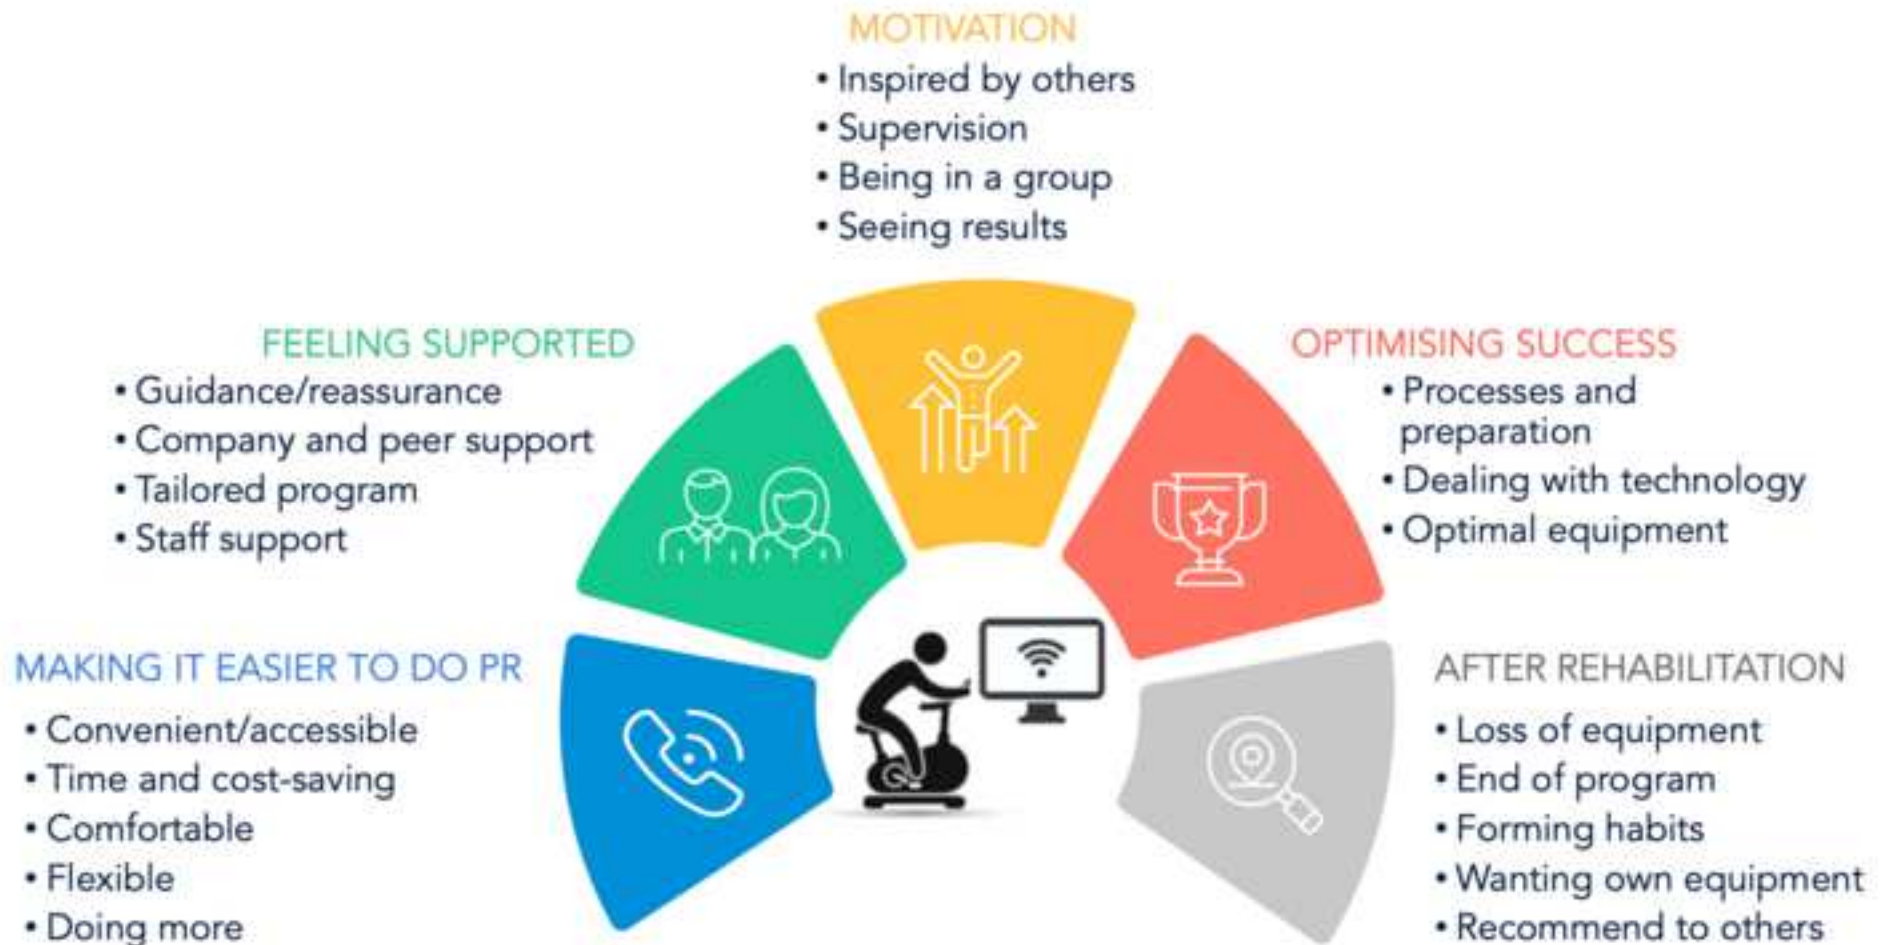 MOTIVATION
• Inspired by others
• Supervision
• Being in a group
• Seeing results
FEELING SUPPORTED
• Guidance/reassurance
• Company and peer support
• Tailored program
• Staff support
OPTIMISING SUCCESS
• Processes and
preparation
• Dealing with technology
• Optimal equipment
MAKING IT EASIER TO DO PR
• Convenient/accessible
• Time and cost-saving
• Comfortable
• Flexible
• Doing more
AFTER REHABILITATION
• Loss of equipment
• End of program
• Forming habits
• Wanting own equipment
• Recommend to others